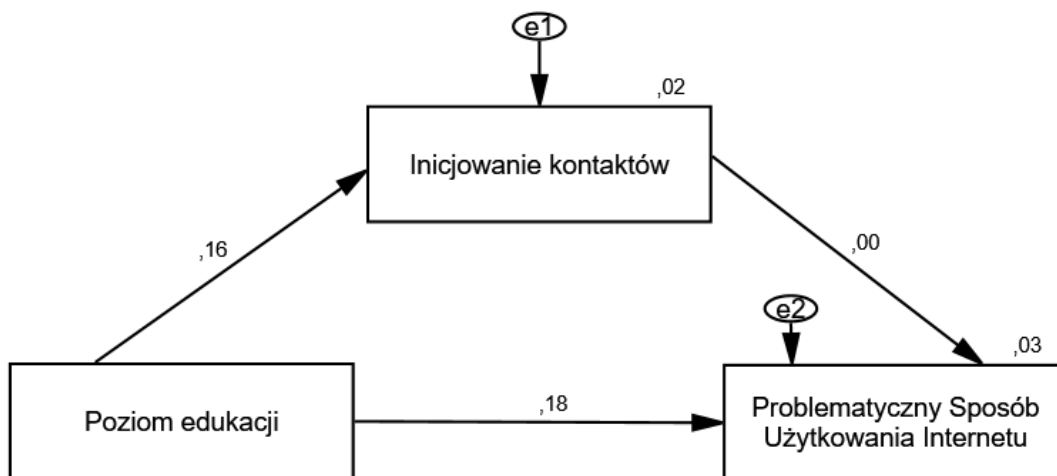 e1
,02
Inicjowanie kontaktów
,16
,00
e2
,03
Poziom edukacji
,18
Problematyczny Sposób
Użytkowania Internetu